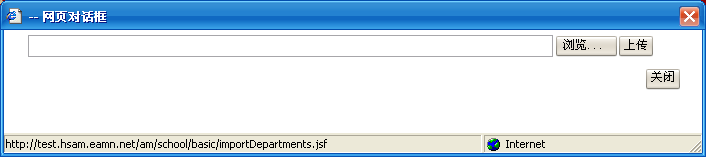 -- 网页对话框
浏览... 上传
关闭
http://test.hsam.eamn.net/am/school/basic/importDepartments.jsf Internet